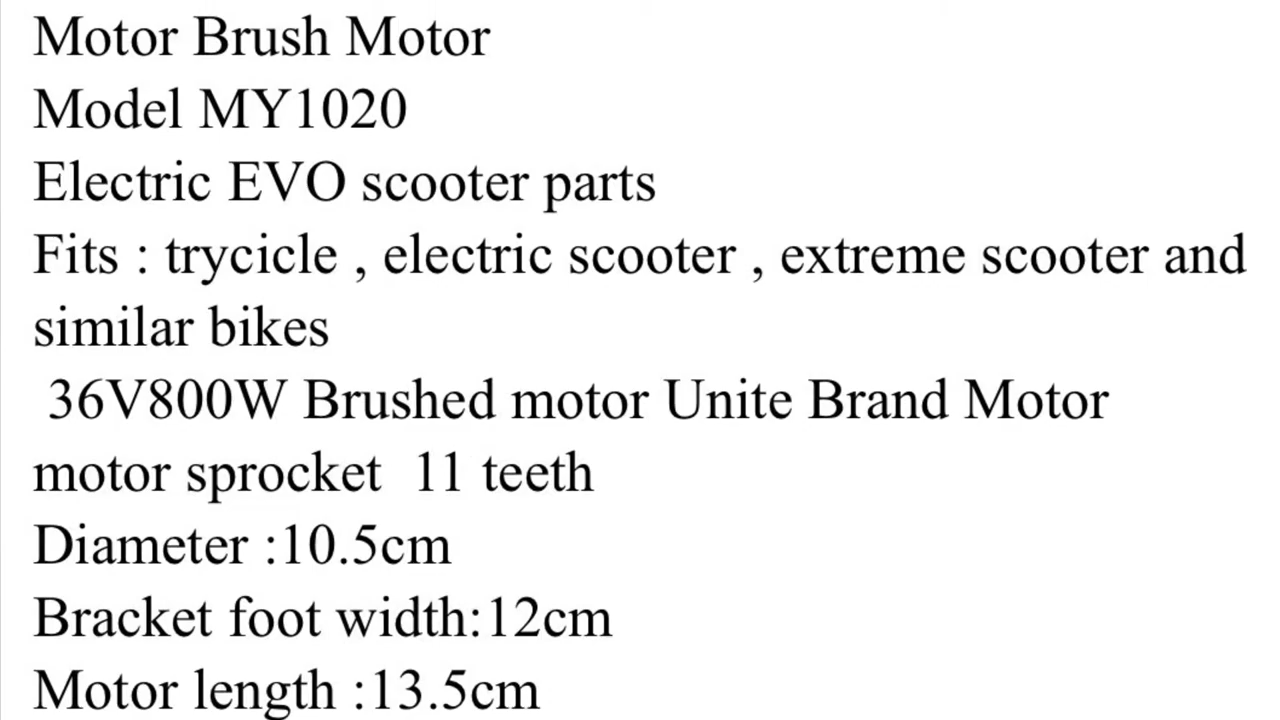 Motor Brush Motor
Model MY1020
Electric EVO scooter parts
Fits : trycicle , electric scooter , extreme scooter and
similar bikes
36V800W Brushed motor Unite Brand Motor
motor sprocket  11 teeth
Diameter :10.5cm
Bracket foot width:12cm
Motor length :13.5cm